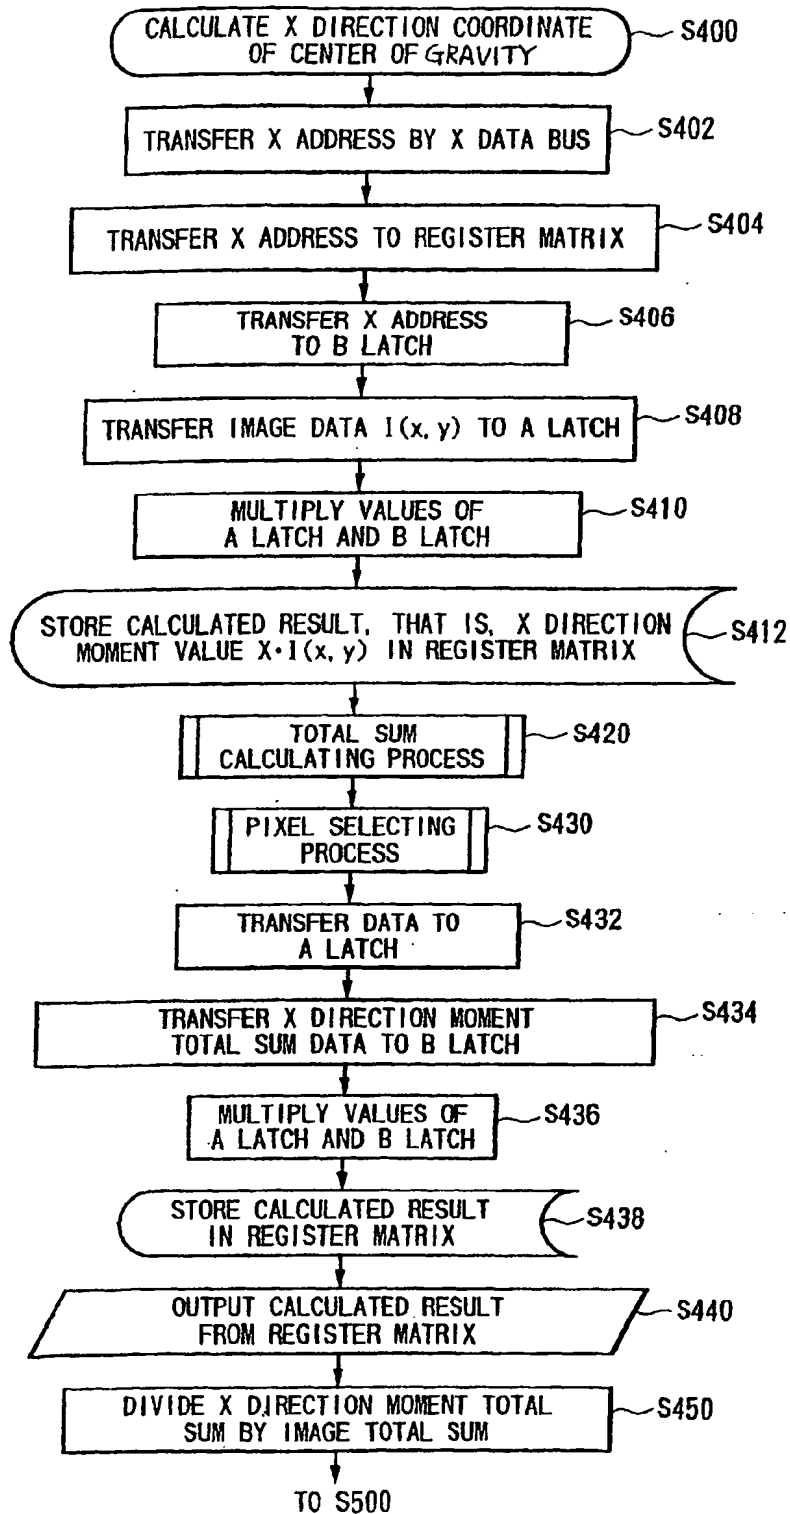 CALCULATE X DIRECTION COORDINATE
OF CENTER OF GRAVITY
S400
TRANSFER X ADDRESS BY X DATA BUS
S402
TRANSFER X ADDRESS TO REGISTER MATRIX
S404
TRANSFER X ADDRESS
TO B LATCH
S406
TRANSFER IMAGE DATA I(x, y) TO A LATCH
S408
MULTIPLY VALUES OF
A LATCH AND B LATCH
S410
STORE CALCULATED RESULT, THAT IS, X DIRECTION
MOMENT VALUE X·I(x, y) IN REGISTER MATRIX
S412
TOTAL SUM
CALCULATING PROCESS
S420
PIXEL SELECTING
PROCESS
S430
TRANSFER DATA TO
A LATCH
S432
TRANSFER X DIRECTION MOMENT
TOTAL SUM DATA TO B LATCH
S434
MULTIPLY VALUES OF
A LATCH AND B LATCH
S436
STORE CALCULATED RESULT
IN REGISTER MATRIX
S438
OUTPUT CALCULATED RESULT
FROM REGISTER MATRIX
S440
DIVIDE X DIRECTION MOMENT TOTAL
SUM BY IMAGE TOTAL SUM
S450
TO S500